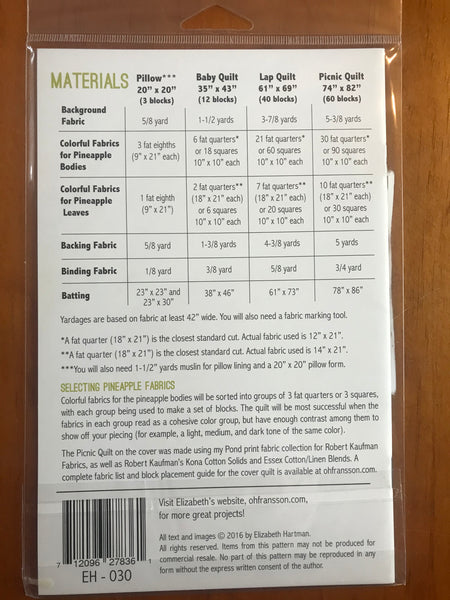 MATERIALS
Pillow*** Baby Quilt Lap Quilt Picnic Quilt
20” x 20” 35” x 43” 61” x 69” 74” x 82”
(3 blocks) (12 blocks) (40 blocks) (60 blocks)
Background
Fabric
5/8 yard 1-1/2 yards 3-7/8 yards 5-3/8 yards
Colorful Fabrics
for Pineapple
Bodies
3 fat eighths
(9” x 21” each)
6 fat quarters*
or 18 squares
10” x 10” each
21 fat quarters*
or 60 squares
10” x 10” each
30 fat quarters*
or 90 squares
10” x 10” each
Colorful Fabrics
for Pineapple
Leaves
1 fat eighth
(9” x 21”)
2 fat quarters**
(18” x 21”) each
or 6 squares
10” x 10” each
7 fat quarters**
(18” x 21”) each
or 20 squares
10” x 10” each
10 fat quarters**
(18” x 21”) each
or 30 squares
10” x 10” each
Backing Fabric 5/8 yard 1-3/8 yards 4-3/8 yards 5 yards
Binding Fabric 1/8 yard 3/8 yard 5/8 yard 3/4 yard
Batting
23” x 23” and
23” x 30”
38” x 46” 61” x 73” 78” x 86”
Yardages are based on fabric at least 42” wide. You will also need a fabric marking tool.
*A fat quarter (18” x 21”) is the closest standard cut. Actual fabric used is 12” x 21”.
**A fat quarter (18” x 21”) is the closest standard cut. Actual fabric used is 14” x 21”.
***You will also need 1-1/2” yards muslin for pillow lining and a 20” x 20” pillow form.
SELECTING PINEAPPLE FABRICS
Colorful fabrics for the pineapple bodies will be sorted into groups of 3 fat quarters or 3 squares,
with each group being used to make a set of blocks. The quilt will be most successful when the
fabrics in each group read as a cohesive color group, but have enough contrast among them to
show off your piecing (for example, a light, medium, and dark tone of the same color).
The Picnic Quilt on the cover was made using my Pond print fabric collection for Robert Kaufman
Fabrics, as well as Robert Kaufman's Kona Cotton Solids and Essex Cotton/Linen Blends. A
complete fabric list and block placement guide for the cover quilt is available at ohfransson.com.
Visit Elizabeth's website, ohfransson.com,
for more great projects!
All text and images © 2016 by Elizabeth Hartman.
All rights reserved. Items from this pattern may not be produced for
commercial resale. No part of this pattern may be reproduced in any
form without the express written consent of the author.
7 12096 27836 1
EH - 030